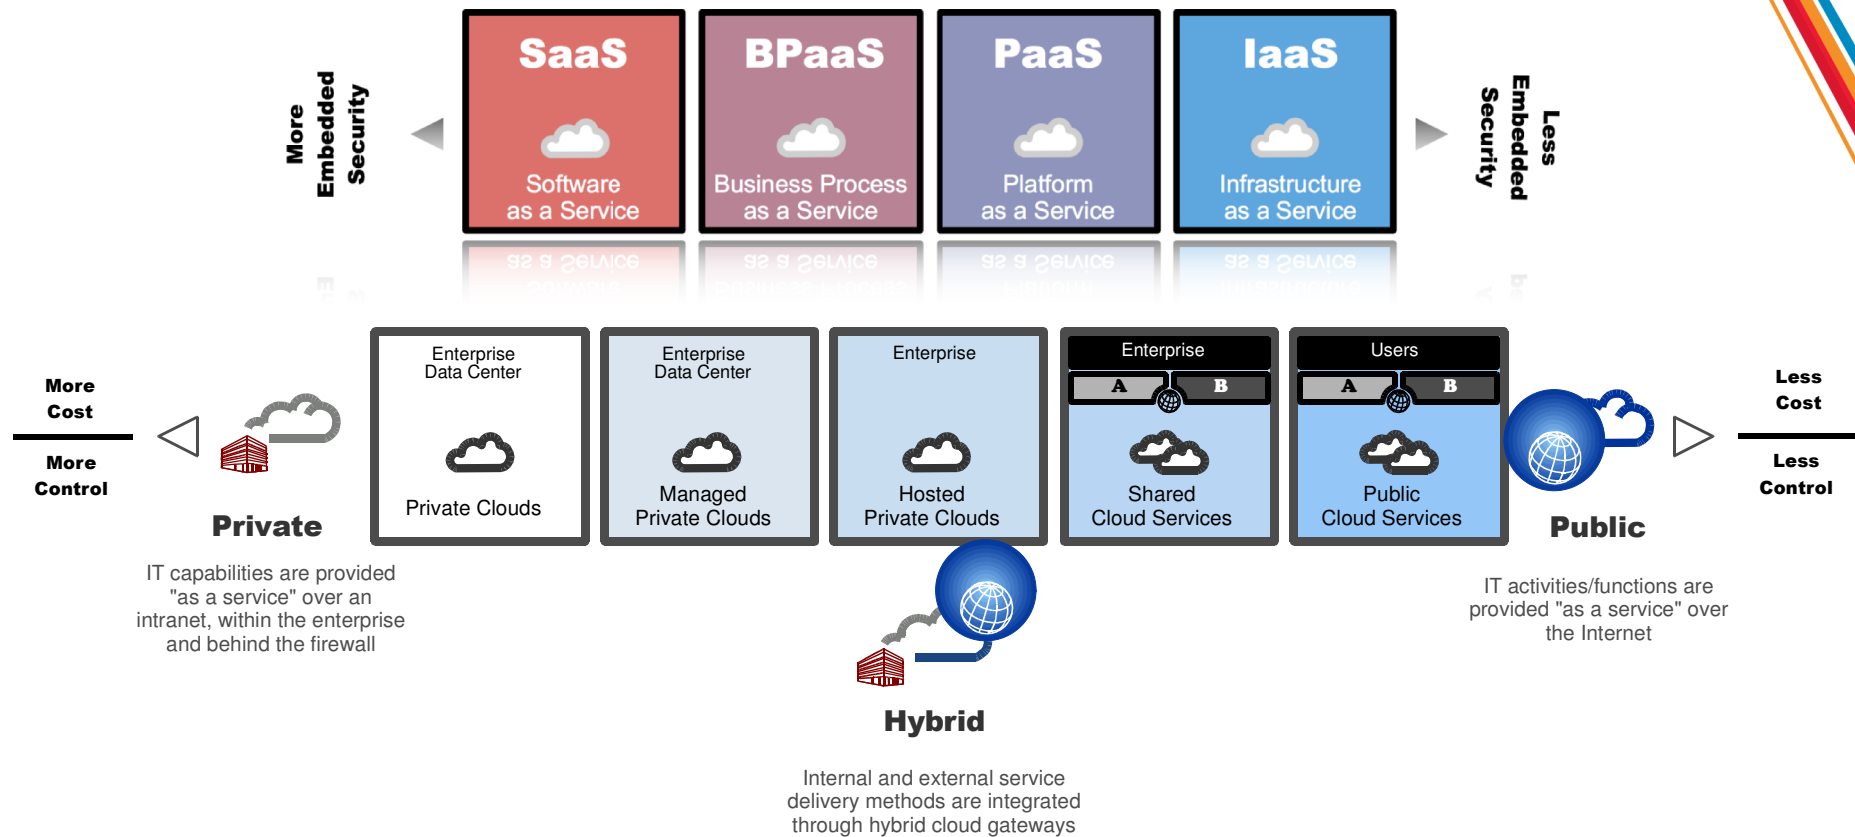 SaaS
Software
as a Service
BPaaS
Business Process
as a Service
PaaS
Platform
as a Service
IaaS
Infrastructure
as a Service
More
Embedded
Security
Less
Embedded
Security
More
Cost
More
Control
Private
IT capabilities are provided
"as a service" over an
intranet, within the enterprise
and behind the firewall
Enterprise
Data Center
Private Clouds
Enterprise
Data Center
Managed
Private Clouds
Enterprise
Hosted
Private Clouds
Enterprise
A
B
Shared
Cloud Services
Users
A
B
Public
Cloud Services
Less
Cost
Less
Control
Public
IT activities/functions are
provided "as a service" over
the Internet
Hybrid
Internal and external service
delivery methods are integrated
through hybrid cloud gateways